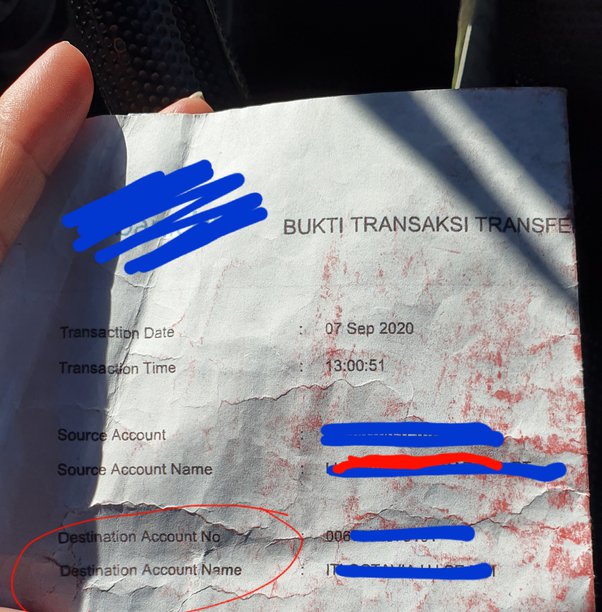 BUKTI TRANSAKSI TRANSFE
Transaction Date : 07 Sep 2020
Transaction Time : 13:00:51
Source Account :
Source Account Name :
Destination Account No : 006
Destination Account Name :